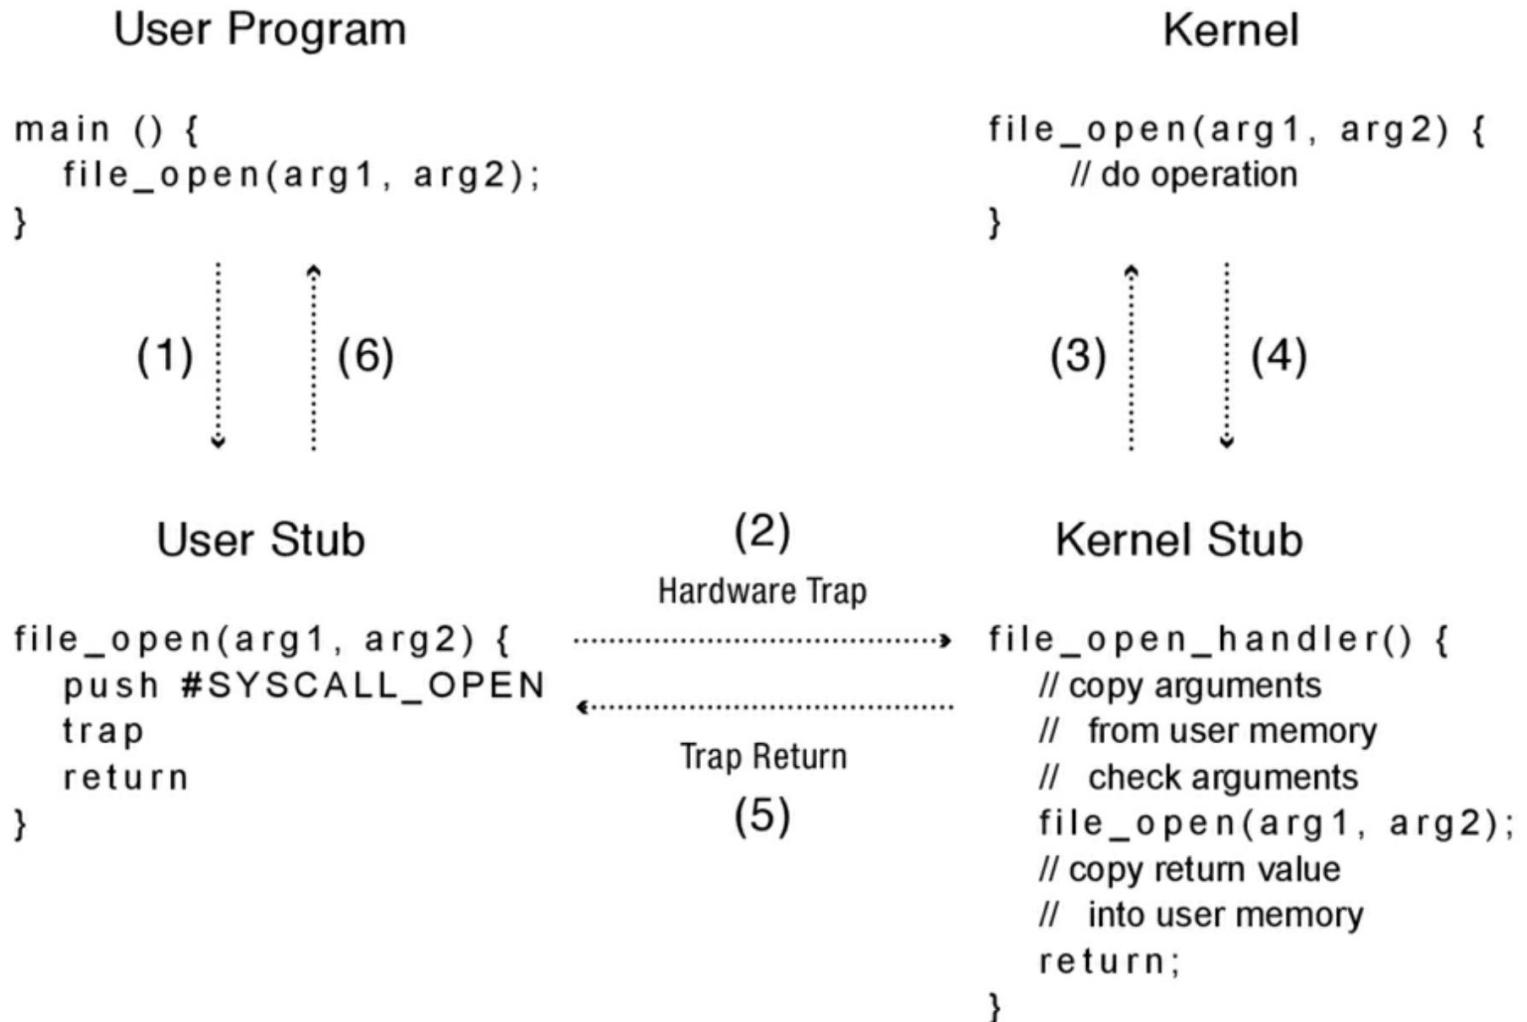 User Program
main () {
file_open(arg1, arg2);
}
(1)
(6)
Kernel
file_open(arg1, arg2) {
// do operation
}
(3)
(4)
User Stub
file_open(arg1, arg2) {
push #SYSCALL_OPEN
trap
return
}
(2)
Hardware Trap
Trap Return
(5)
Kernel Stub
file_open_handler() {
// copy arguments
// from user memory
// check arguments
file_open(arg1, arg2);
// copy return value
// into user memory
return;
}